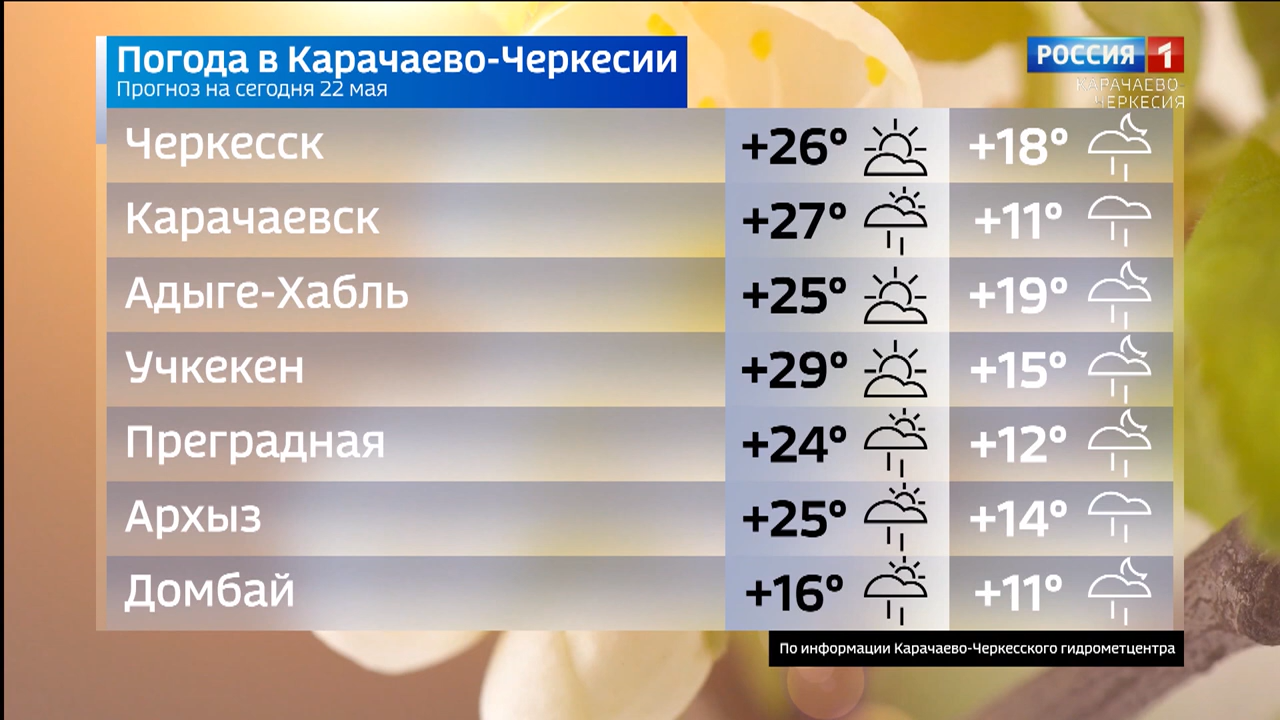 Погода в Карачаево-Черкесии
Прогноз на сегодня 22 мая
РОССИЯ 1
КАРАЧАЕВО-
ЧЕРКЕСИЯ
Черкесск +26° +18°
Карачаевск +27° +11°
Адыге-Хабль +25° +19°
Учкекен +29° +15°
Преградная +24° +12°
Архыз +25° +14°
Домбай +16° +11°
По информации Карачаево-Черкесского гидрометцентра